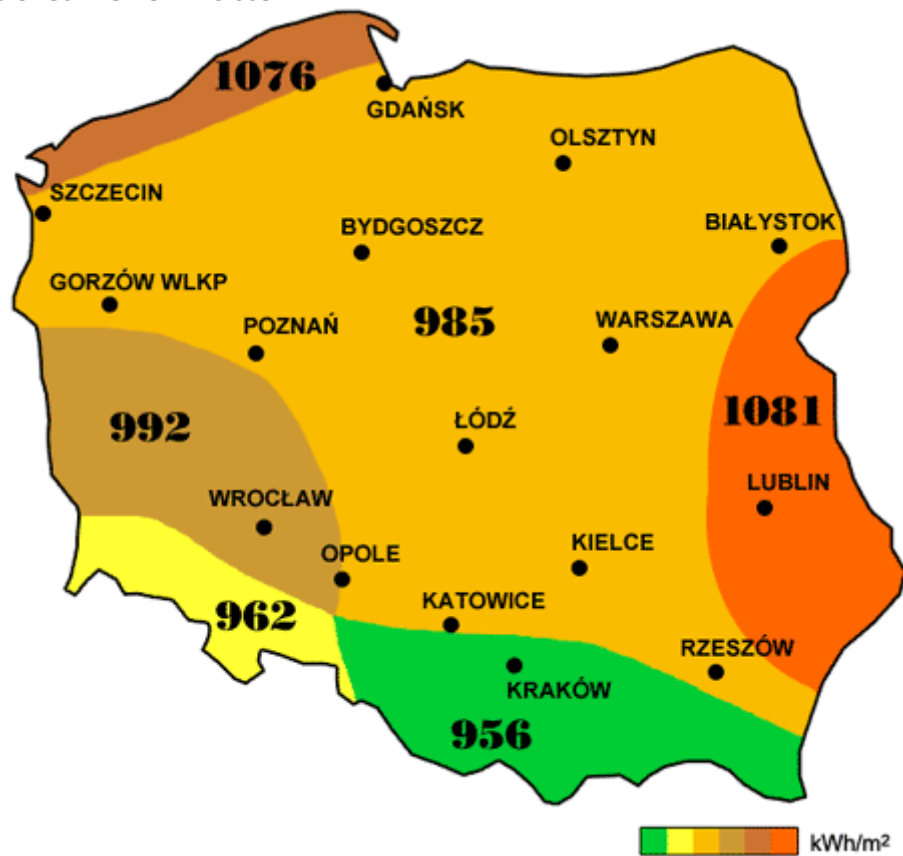 1076
GDAŃSK
OLSZTYN
SZCZECIN
BYDGOSZCZ
BIAŁYSTOK
GORZÓW WLKP
POZNAŃ
985
WARSZAWA
992
1081
ŁÓDŹ
WROCŁAW
LUBLIN
OPOLE
KIELCE
962
KATOWICE
RZESZÓW
KRAKÓW
956
kWh/m²